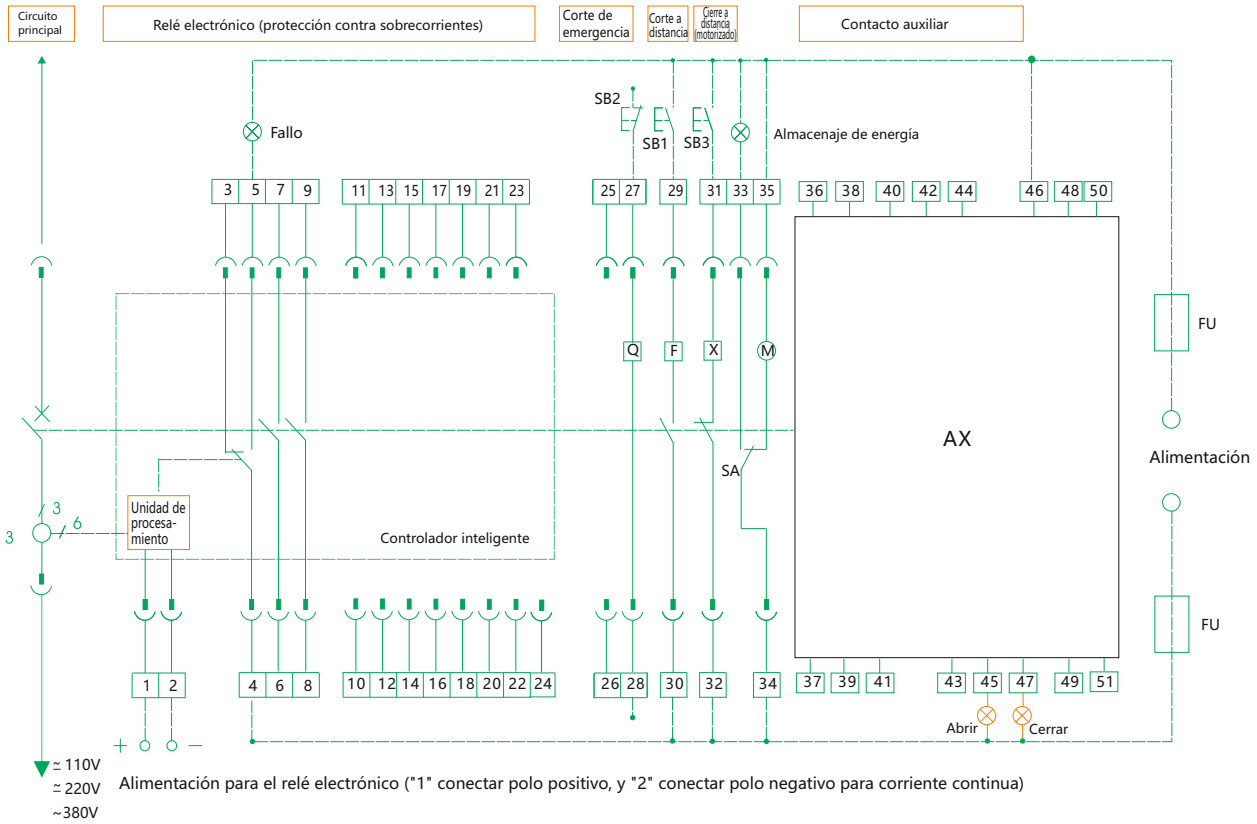 Circuito
principal
Relé electrónico (protección contra sobrecorrientes)
Corte de
emergencia
Corte a
distancia
Cierre a
distancia
(motorizado)
Contacto auxiliar
SB2
SB1
SB3
Fallo
Almacenaje de energía
3 5 7 9
11 13 15 17 19 21 23
25 27
29
31 33 35
36 38 40 42 44 46 48 50
FU
Q F X M
AX
SA
Alimentación
3
6
3
Unidad de
procesa-
miento
Controlador inteligente
FU
1 2
4 6 8
10 12 14 16 18 20 22 24
26 28
30
32
34
37 39 41 43 45 47 49 51
Abrir
Cerrar
+ −
≃ 110V
≃ 220V
~380V
Alimentación para el relé electrónico ("1" conectar polo positivo, y "2" conectar polo negativo para corriente continua)